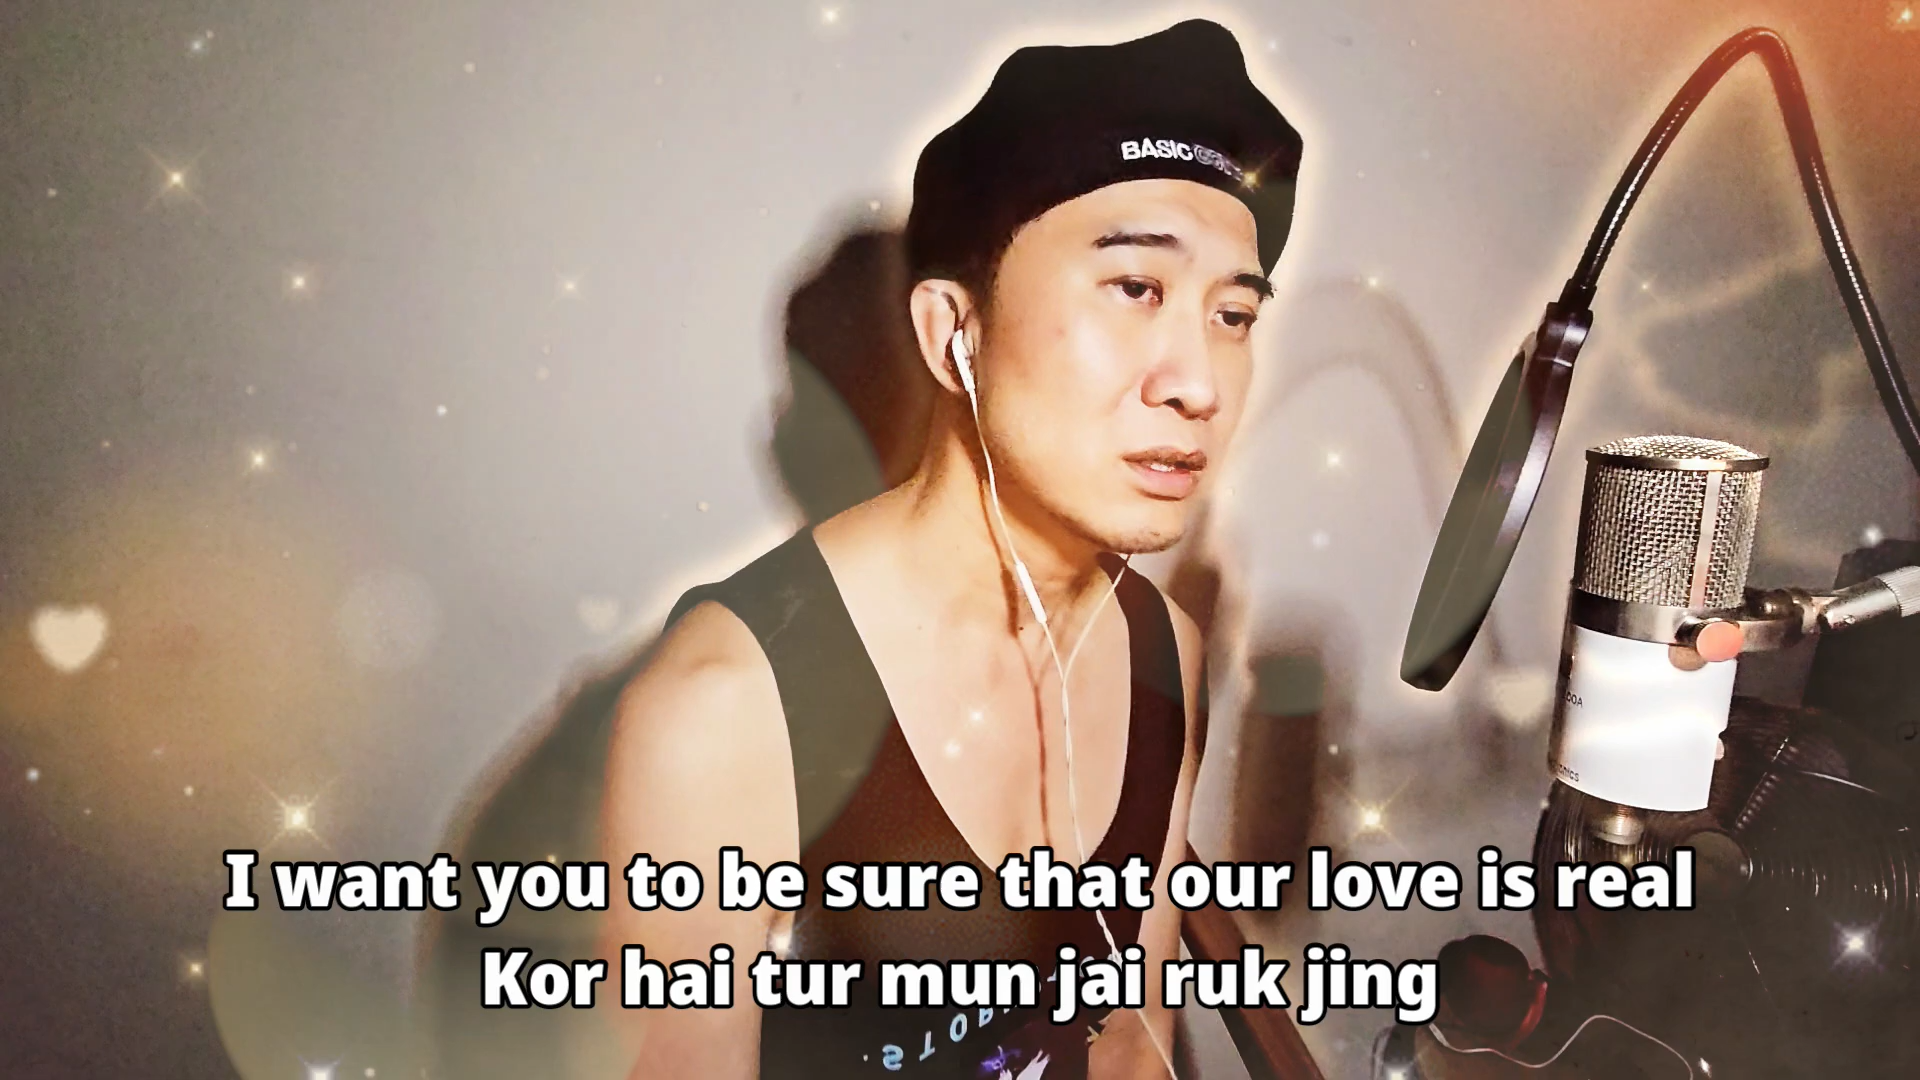 BASIC
I want you to be sure that our love is real
Kor hai tur mun jai ruk jing